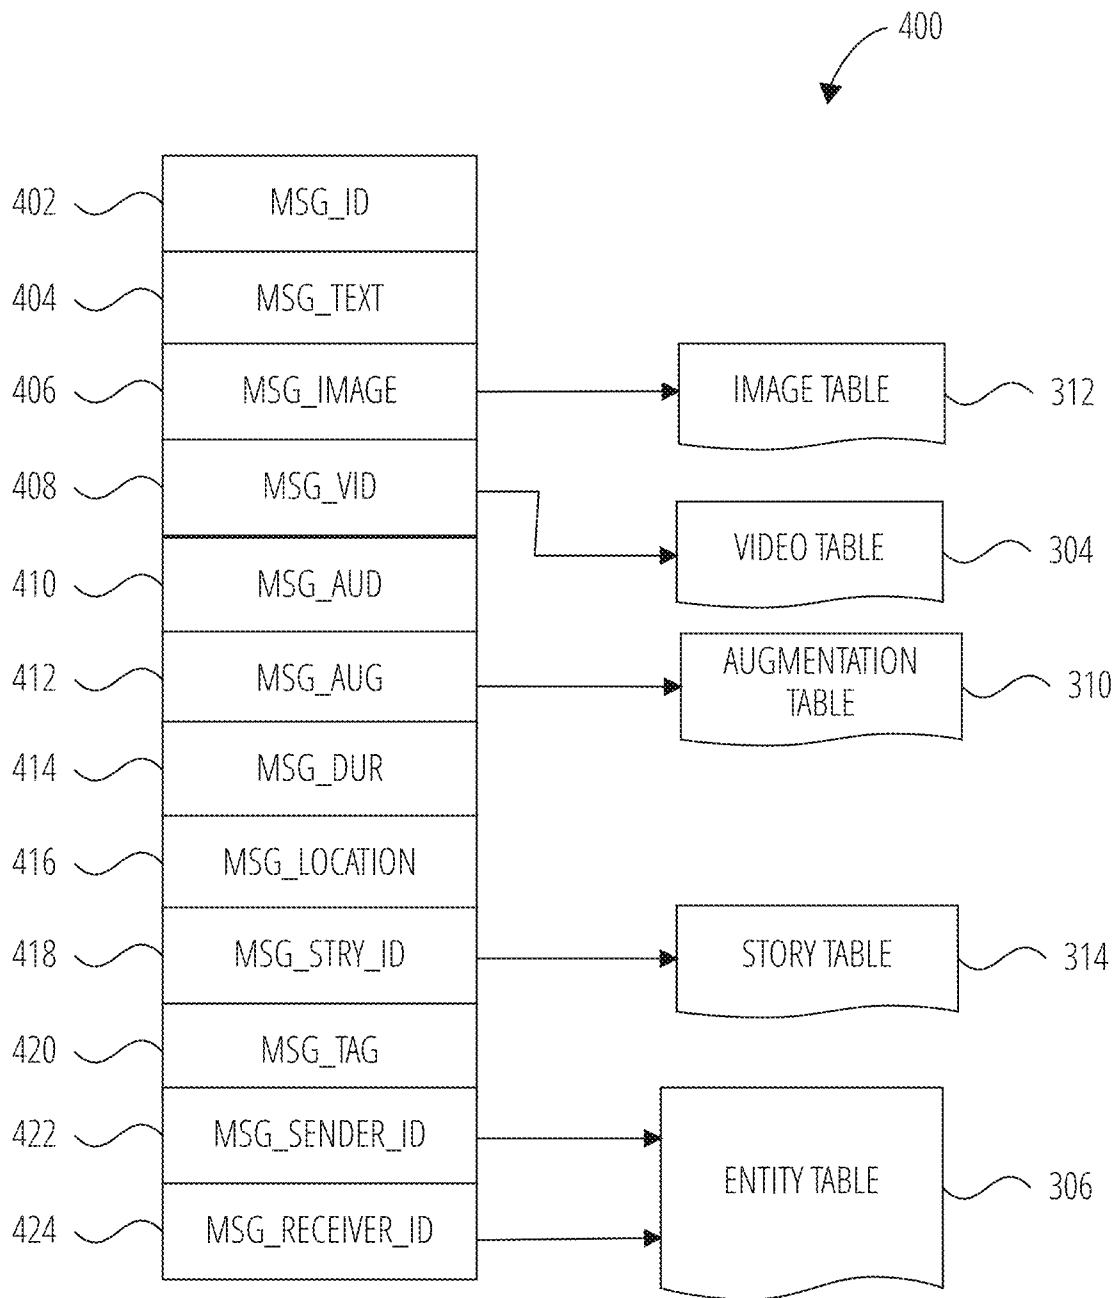 400
402 MSG_ID
404 MSG_TEXT
406 MSG_IMAGE IMAGE TABLE 312
408 MSG_VID VIDEO TABLE 304
410 MSG_AUD
412 MSG_AUG AUGMENTATION
TABLE 310
414 MSG_DUR
416 MSG_LOCATION
418 MSG_STRY_ID STORY TABLE 314
420 MSG_TAG
422 MSG_SENDER_ID
ENTITY TABLE 306
424 MSG_RECEIVER_ID